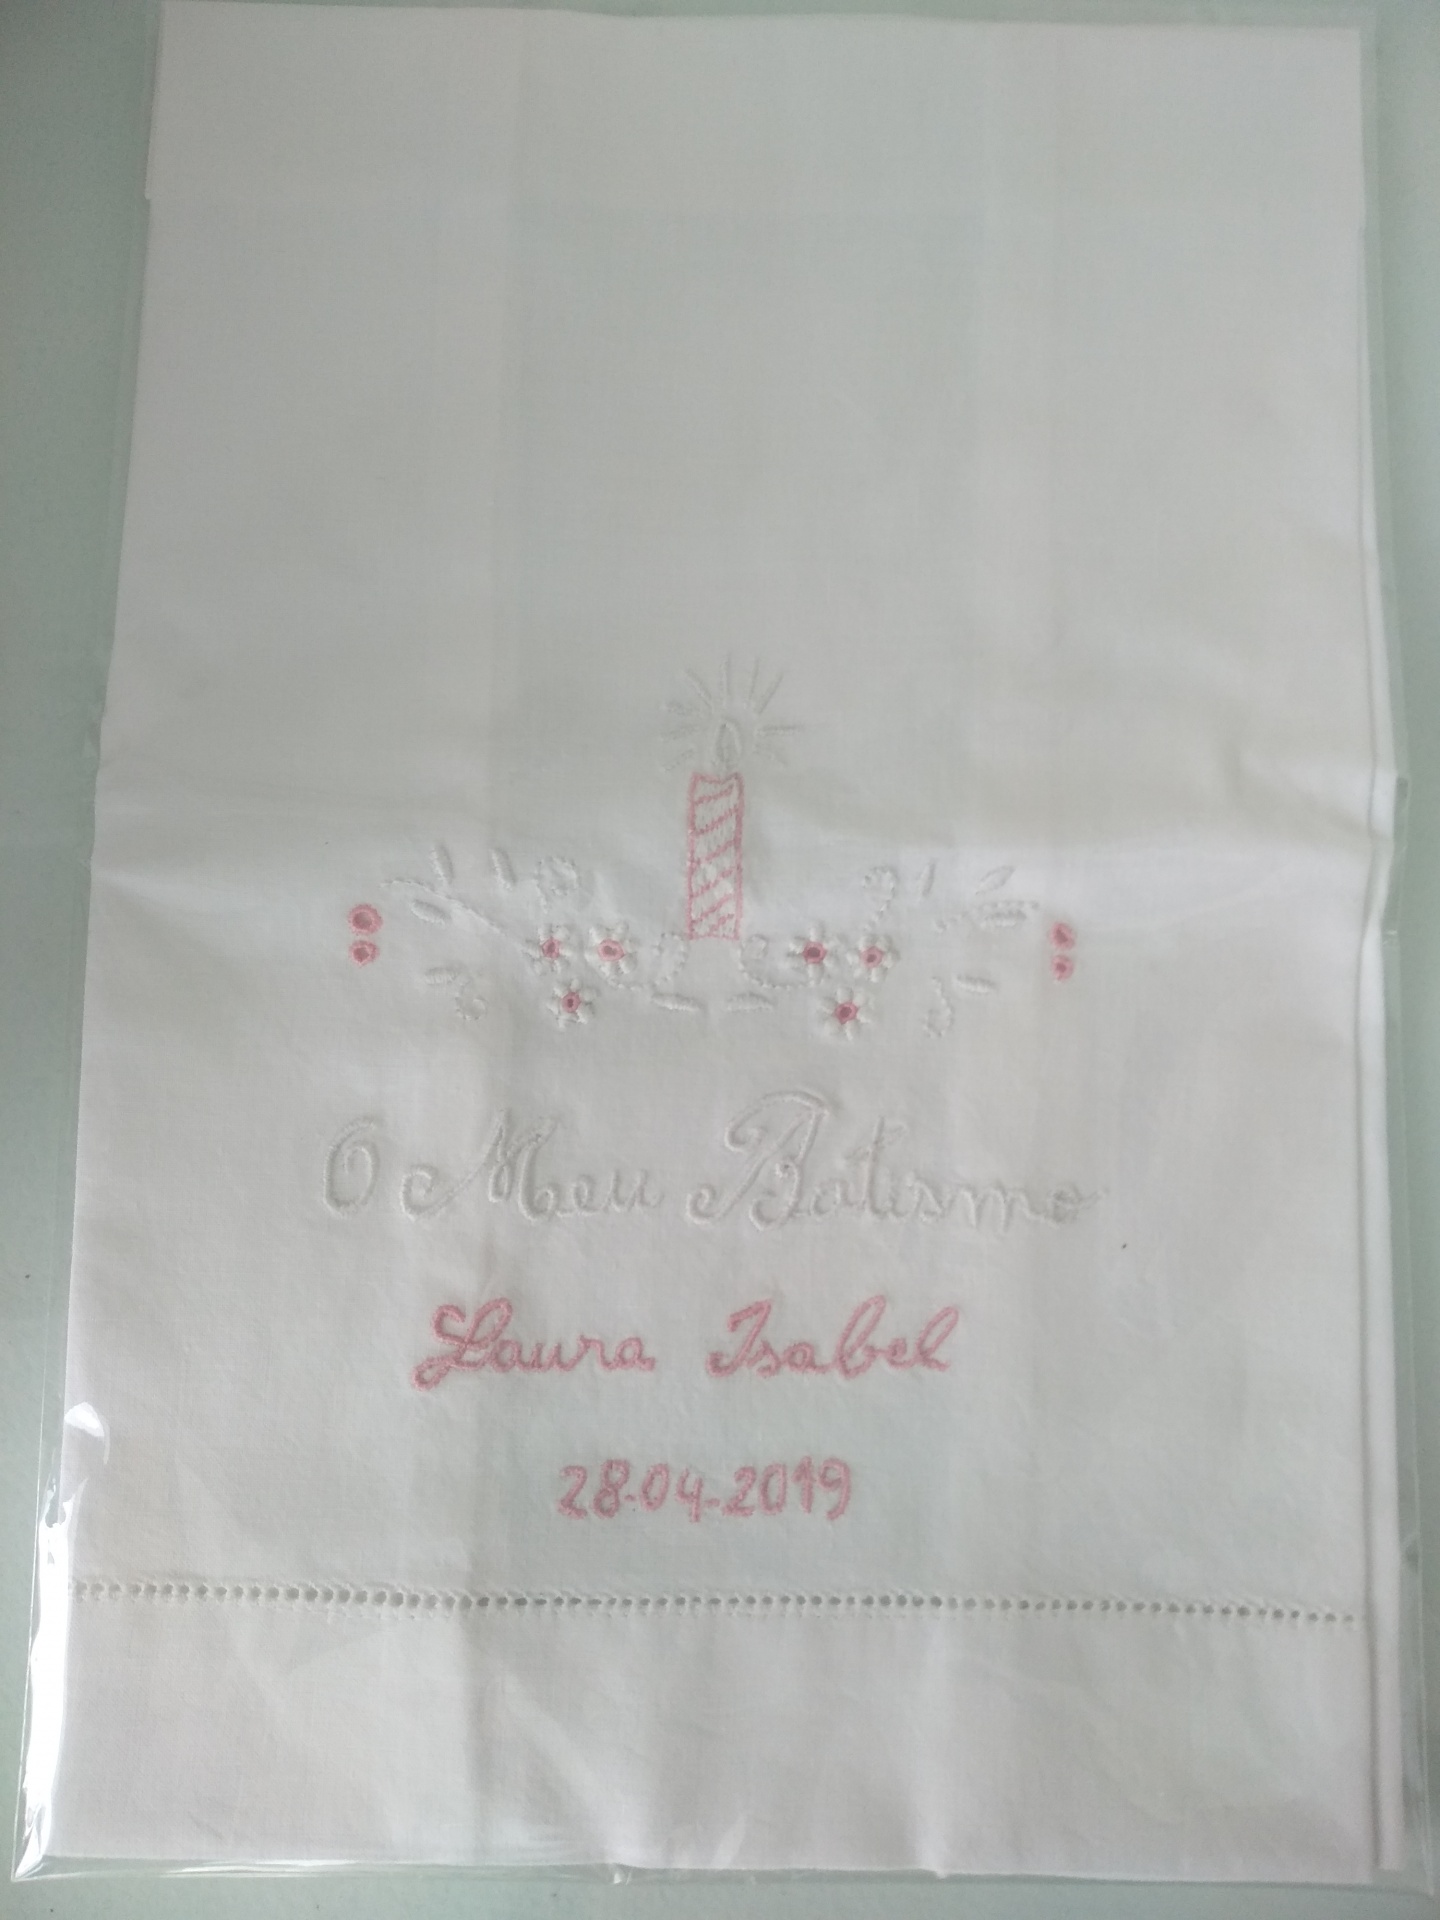 O Meu Batismo
Laura Isabel
28-04-2019